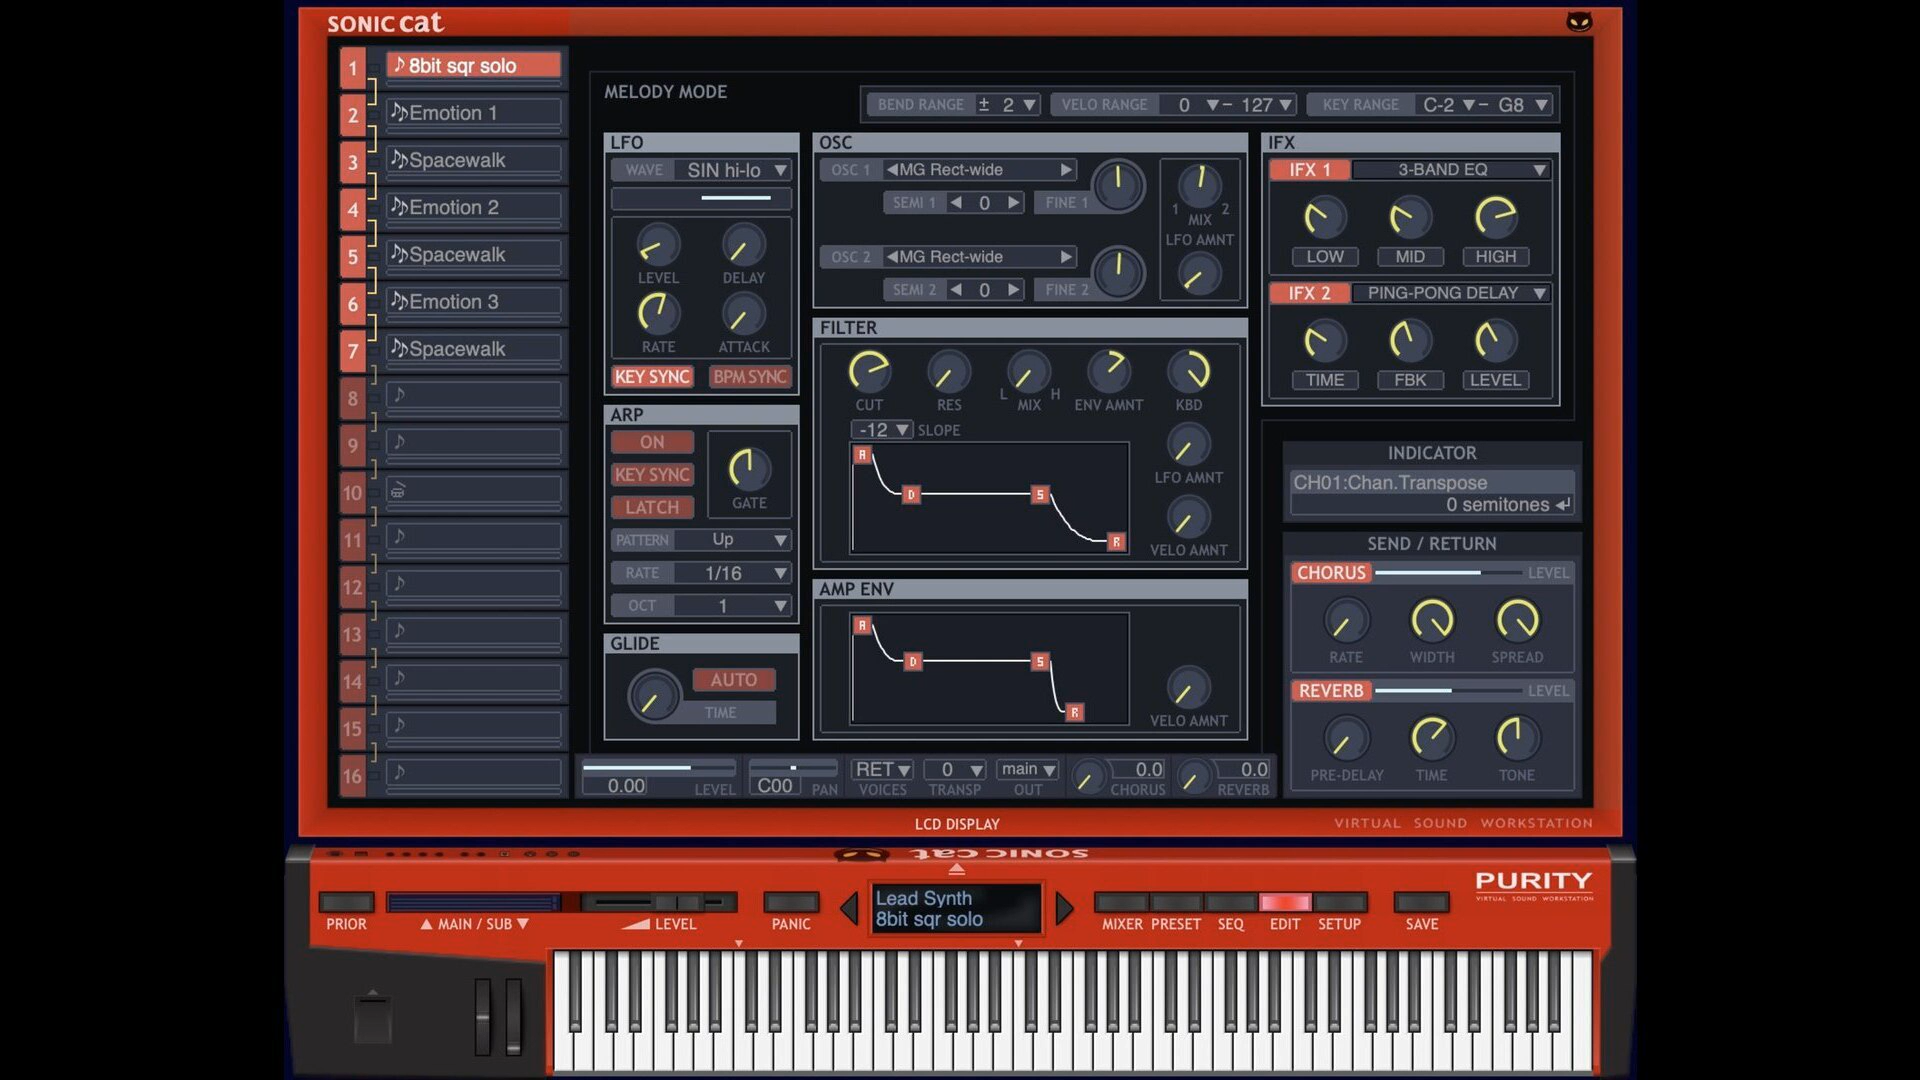 SONIC cat
1 8bit sqr solo
2 Emotion 1
3 Spacewalk
4 Emotion 2
5 Spacewalk
6 Emotion 3
7 Spacewalk
8
9
10
11
12
13
14
15
16
MELODY MODE
BEND RANGE ± 2 VELO RANGE 0 - 127 KEY RANGE C-2 - G8
LFO
WAVE SIN hi-lo
LEVEL DELAY
RATE ATTACK
KEY SYNC BPM SYNC
ARP
ON
KEY SYNC
LATCH
GATE
PATTERN Up
RATE 1/16
OCT 1
GLIDE
AUTO
TIME
OSC
OSC 1 MG Rect-wide
SEMI 1 0 FINE 1
OSC 2 MG Rect-wide
SEMI 2 0 FINE 2
1 MIX 2
LFO AMNT
FILTER
CUT RES L MIX H ENV AMNT KBD
-12 SLOPE
A D S R
LFO AMNT
VELO AMNT
AMP ENV
A D S R
VELO AMNT
IFX
IFX 1 3-BAND EQ
LOW MID HIGH
IFX 2 PING-PONG DELAY
TIME FBK LEVEL
INDICATOR
CH01:Chan.Transpose
0 semitones
SEND / RETURN
CHORUS LEVEL
RATE WIDTH SPREAD
REVERB LEVEL
PRE-DELAY TIME TONE
0.00 LEVEL
C00 PAN
RET VOICES
0 TRANSP
main OUT
0.0 CHORUS
0.0 REVERB
LCD DISPLAY
VIRTUAL SOUND WORKSTATION
SONIC cat
PRIOR
MAIN / SUB
LEVEL
PANIC
Lead Synth
8bit sqr solo
MIXER PRESET SEQ EDIT SETUP
SAVE
PURITY
VIRTUAL SOUND WORKSTATION